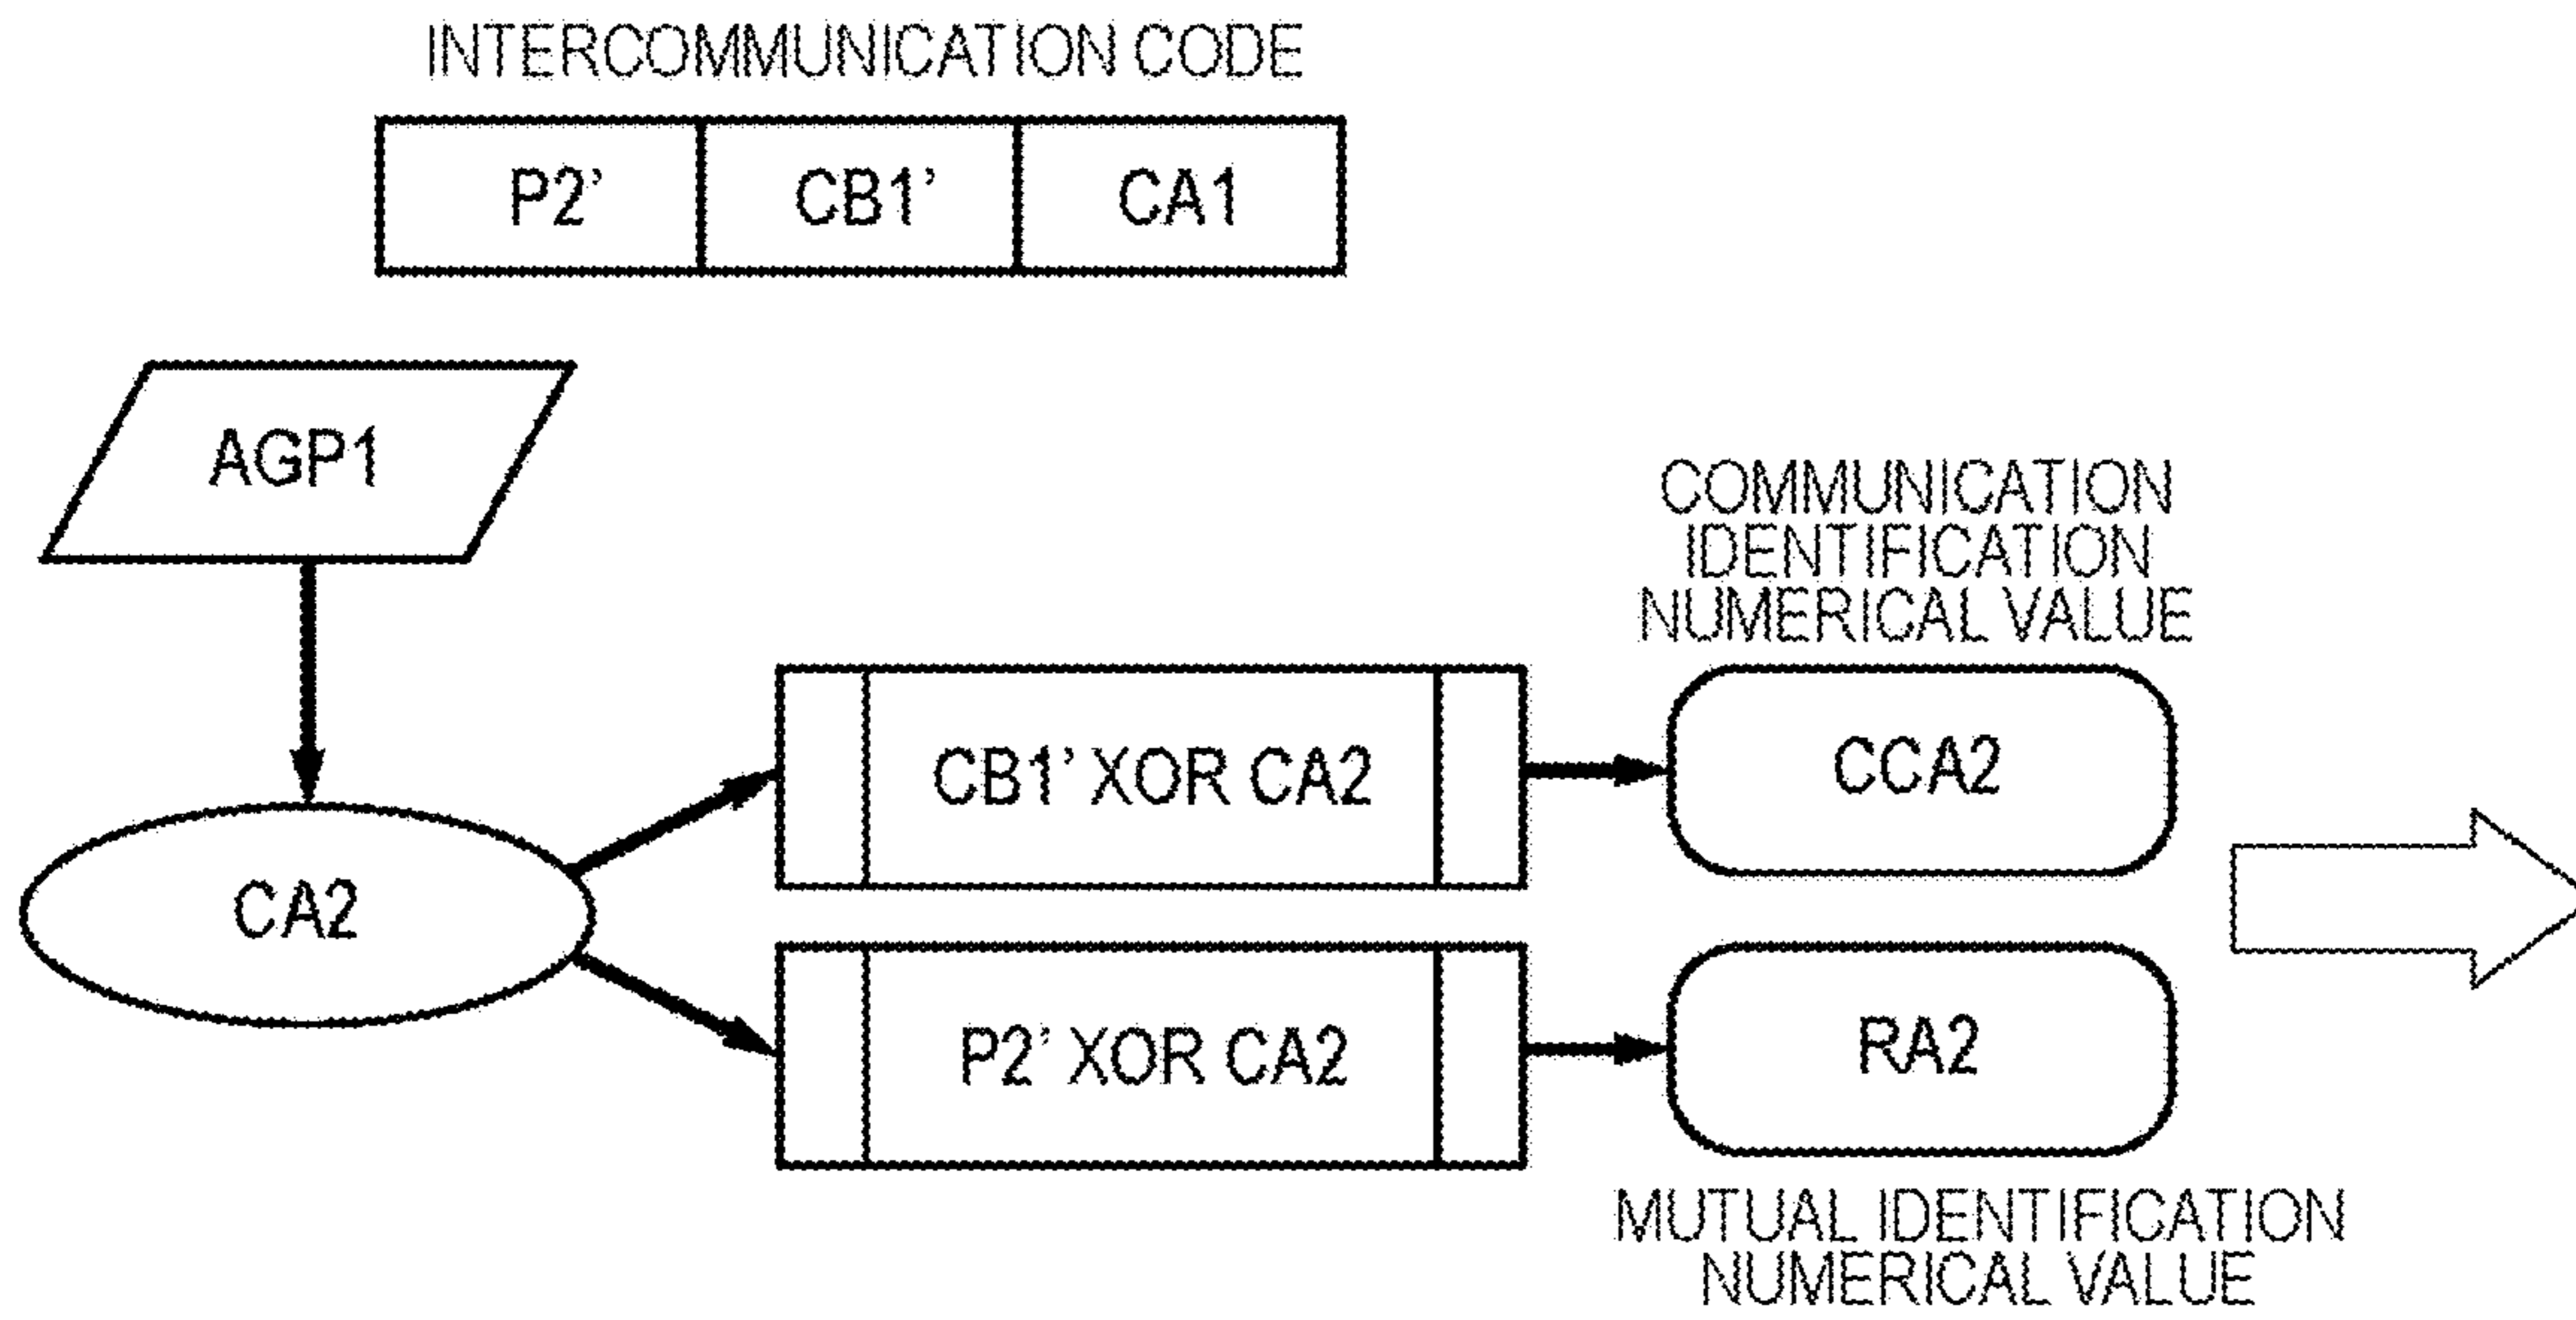 INTERCOMMUNICATION CODE
P2’ CB1’ CA1
AGP1
COMMUNICATION
IDENTIFICATION
NUMERICAL VALUE
CB1’ XOR CA2
CCA2
CA2
P2’ XOR CA2
RA2
MUTUAL IDENTIFICATION
NUMERICAL VALUE